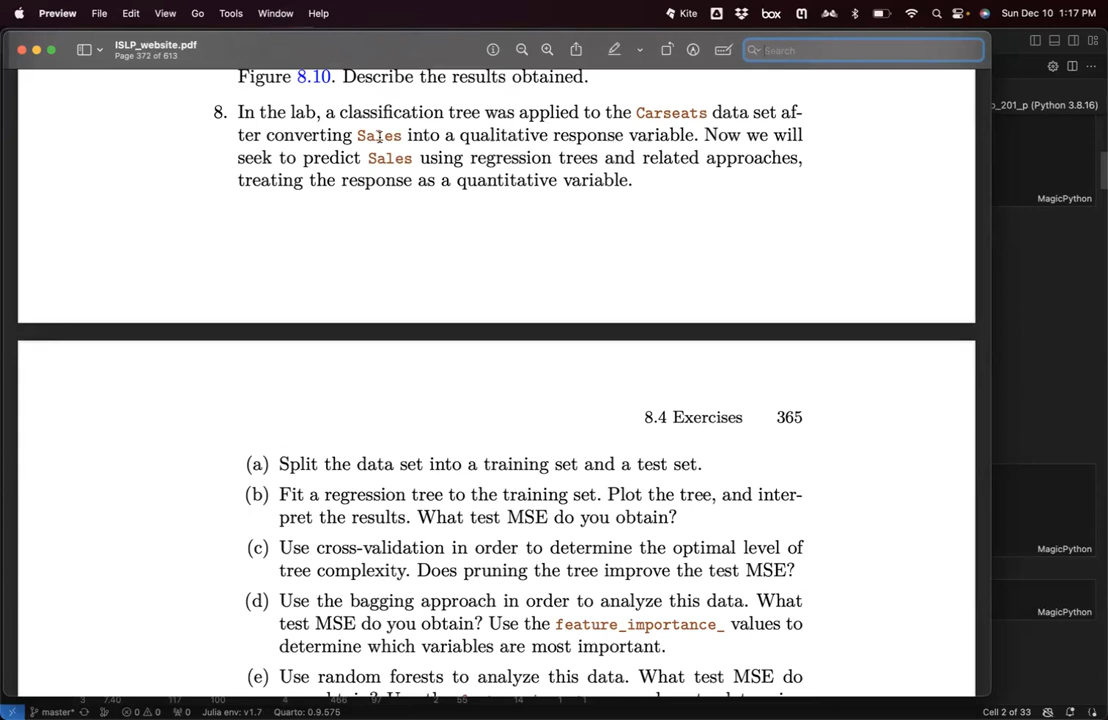 Preview File Edit View Go Tools Window Help Kite box Sun Dec 10 1:17 PM
ISLP_website.pdf
Page 372 of 613
Search
o_201_p (Python 3.8.16)
Figure 8.10. Describe the results obtained.
8. In the lab, a classification tree was applied to the Carseats data set af-
ter converting Sales into a qualitative response variable. Now we will
seek to predict Sales using regression trees and related approaches,
treating the response as a quantitative variable.
MagicPython
8.4 Exercises 365
(a) Split the data set into a training set and a test set.
(b) Fit a regression tree to the training set. Plot the tree, and inter-
pret the results. What test MSE do you obtain?
(c) Use cross-validation in order to determine the optimal level of
tree complexity. Does pruning the tree improve the test MSE?
MagicPython
(d) Use the bagging approach in order to analyze this data. What
test MSE do you obtain? Use the feature_importance_ values to
determine which variables are most important.
MagicPython
(e) Use random forests to analyze this data. What test MSE do
master* 0 0 0 Julia env: v1.7 Quarto: 0.9.575 Cell 2 of 33